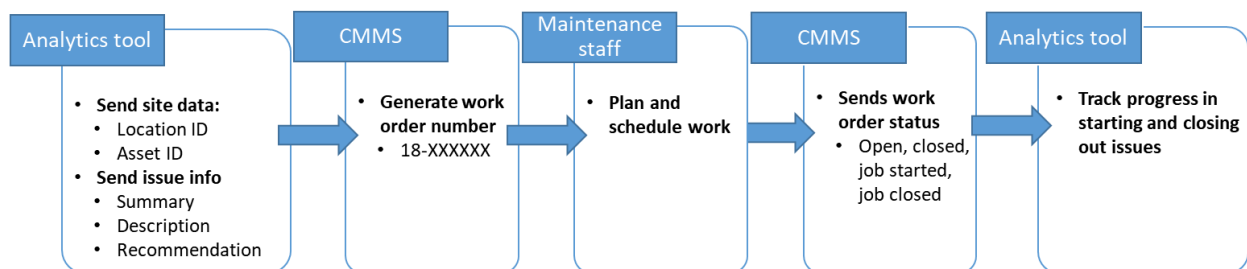 Analytics tool
• Send site data:
• Location ID
• Asset ID
• Send issue info
• Summary
• Description
• Recommendation
CMMS
• Generate work
order number
• 18-XXXXXX
Maintenance
staff
• Plan and
schedule work
CMMS
• Sends work
order status
• Open, closed,
job started,
job closed
Analytics tool
• Track progress in
starting and closing
out issues